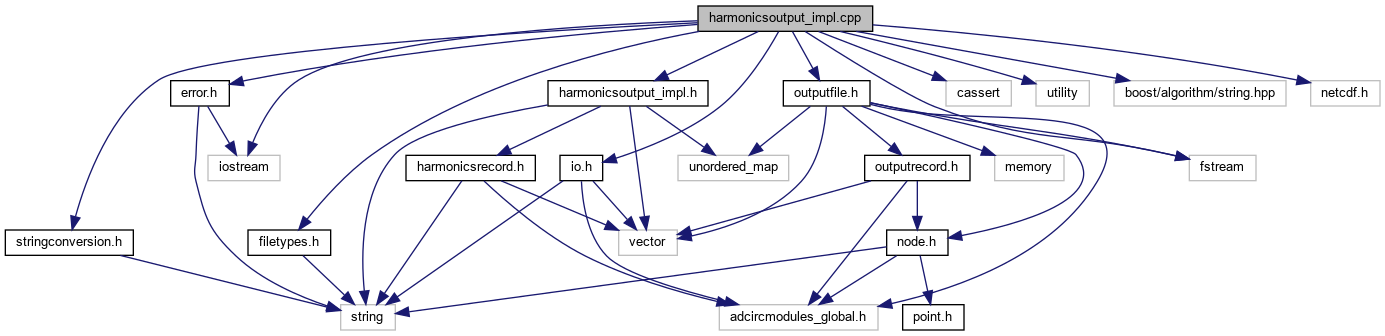 harmonicsoutput_impl.cpp
error.h
harmonicsoutput_impl.h
outputfile.h
cassert
utility
boost/algorithm/string.hpp
netcdf.h
iostream
harmonicsrecord.h
io.h
unordered_map
outputrecord.h
memory
fstream
stringconversion.h
filetypes.h
vector
node.h
string
adcircmodules_global.h
point.h